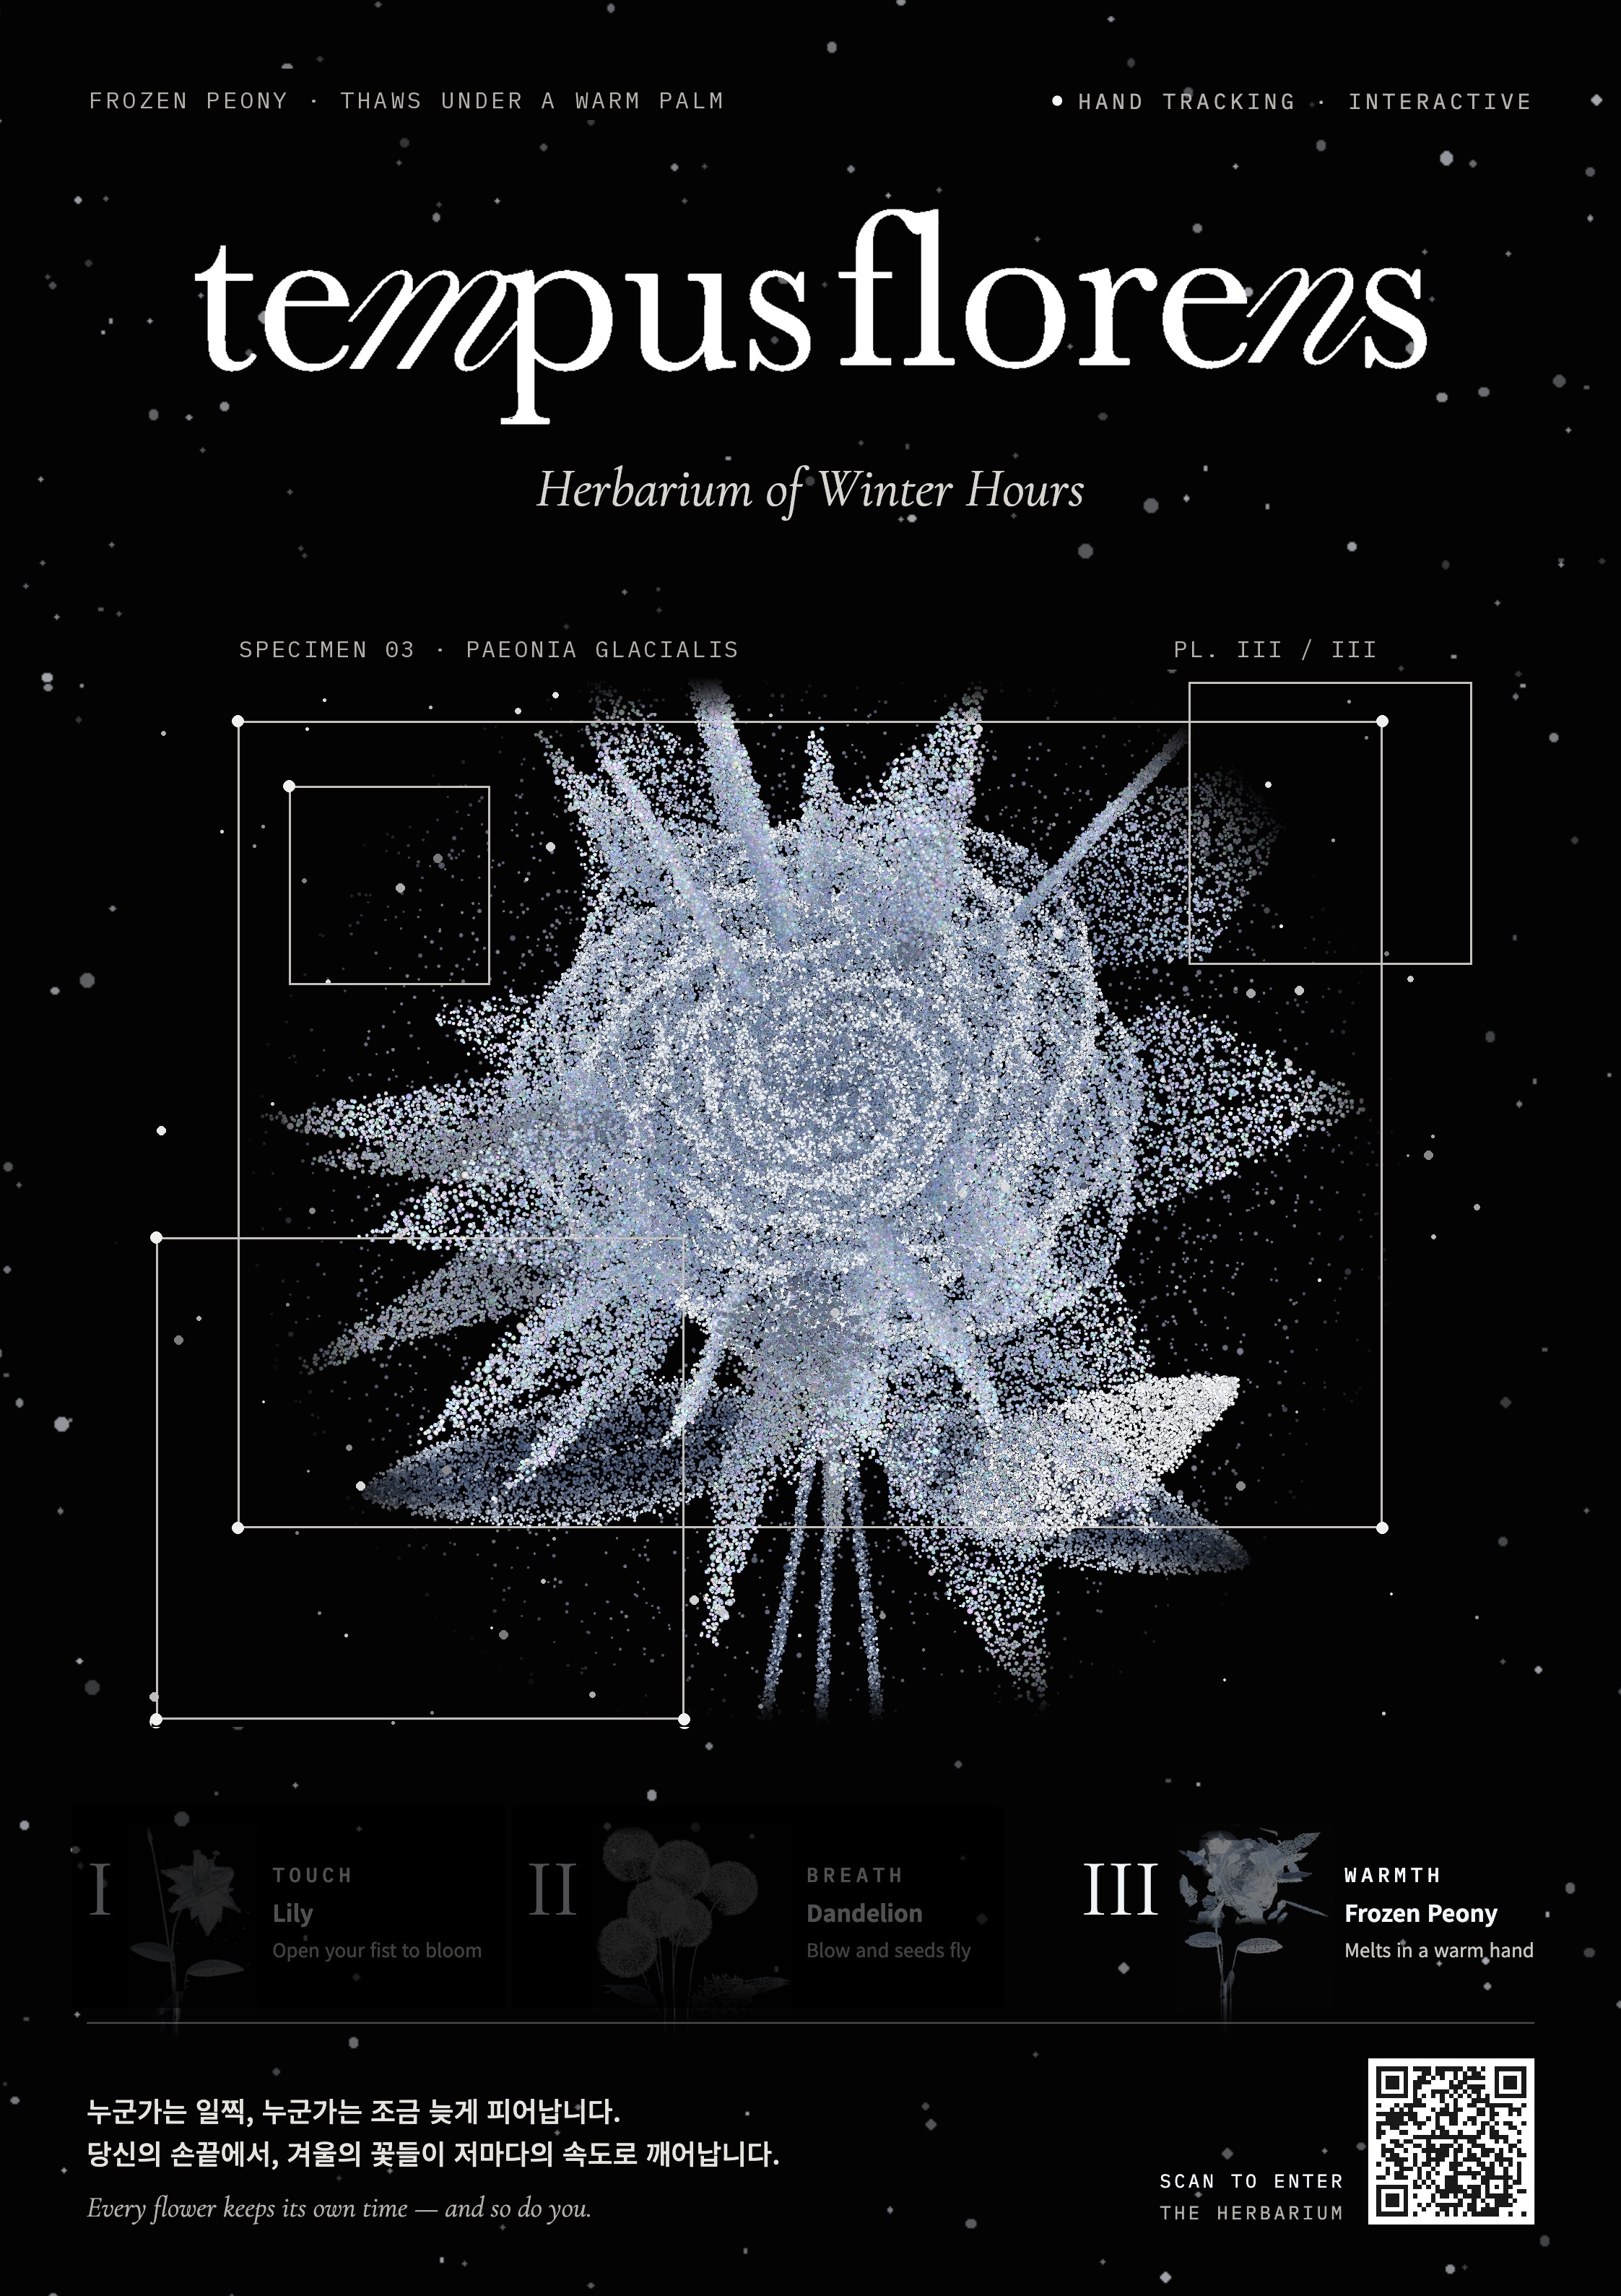 FROZEN PEONY · THAWS UNDER A WARM PALM
HAND TRACKING · INTERACTIVE
tempus florens
Herbarium of Winter Hours
SPECIMEN 03 · PAEONIA GLACIALIS
PL. III / III
I
TOUCH
Lily
Open your fist to bloom
II
BREATH
Dandelion
Blow and seeds fly
III
WARMTH
Frozen Peony
Melts in a warm hand
누군가는 일찍, 누군가는 조금 늦게 피어납니다.
당신의 손끝에서, 겨울의 꽃들이 저마다의 속도로 깨어납니다.
Every flower keeps its own time — and so do you.
SCAN TO ENTER
THE HERBARIUM